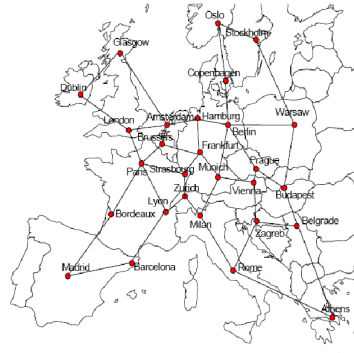 Oslo
Stockholm
Glasgow
Copenhagen
Dublin
London
Amsterdam
Hamburg
Warsaw
Berlin
Brussels
Frankfurt
Paris
Strasbourg
Munich
Prague
Zurich
Vienna
Budapest
Lyon
Bordeaux
Milan
Zagreb
Belgrade
Madrid
Barcelona
Rome
Athens